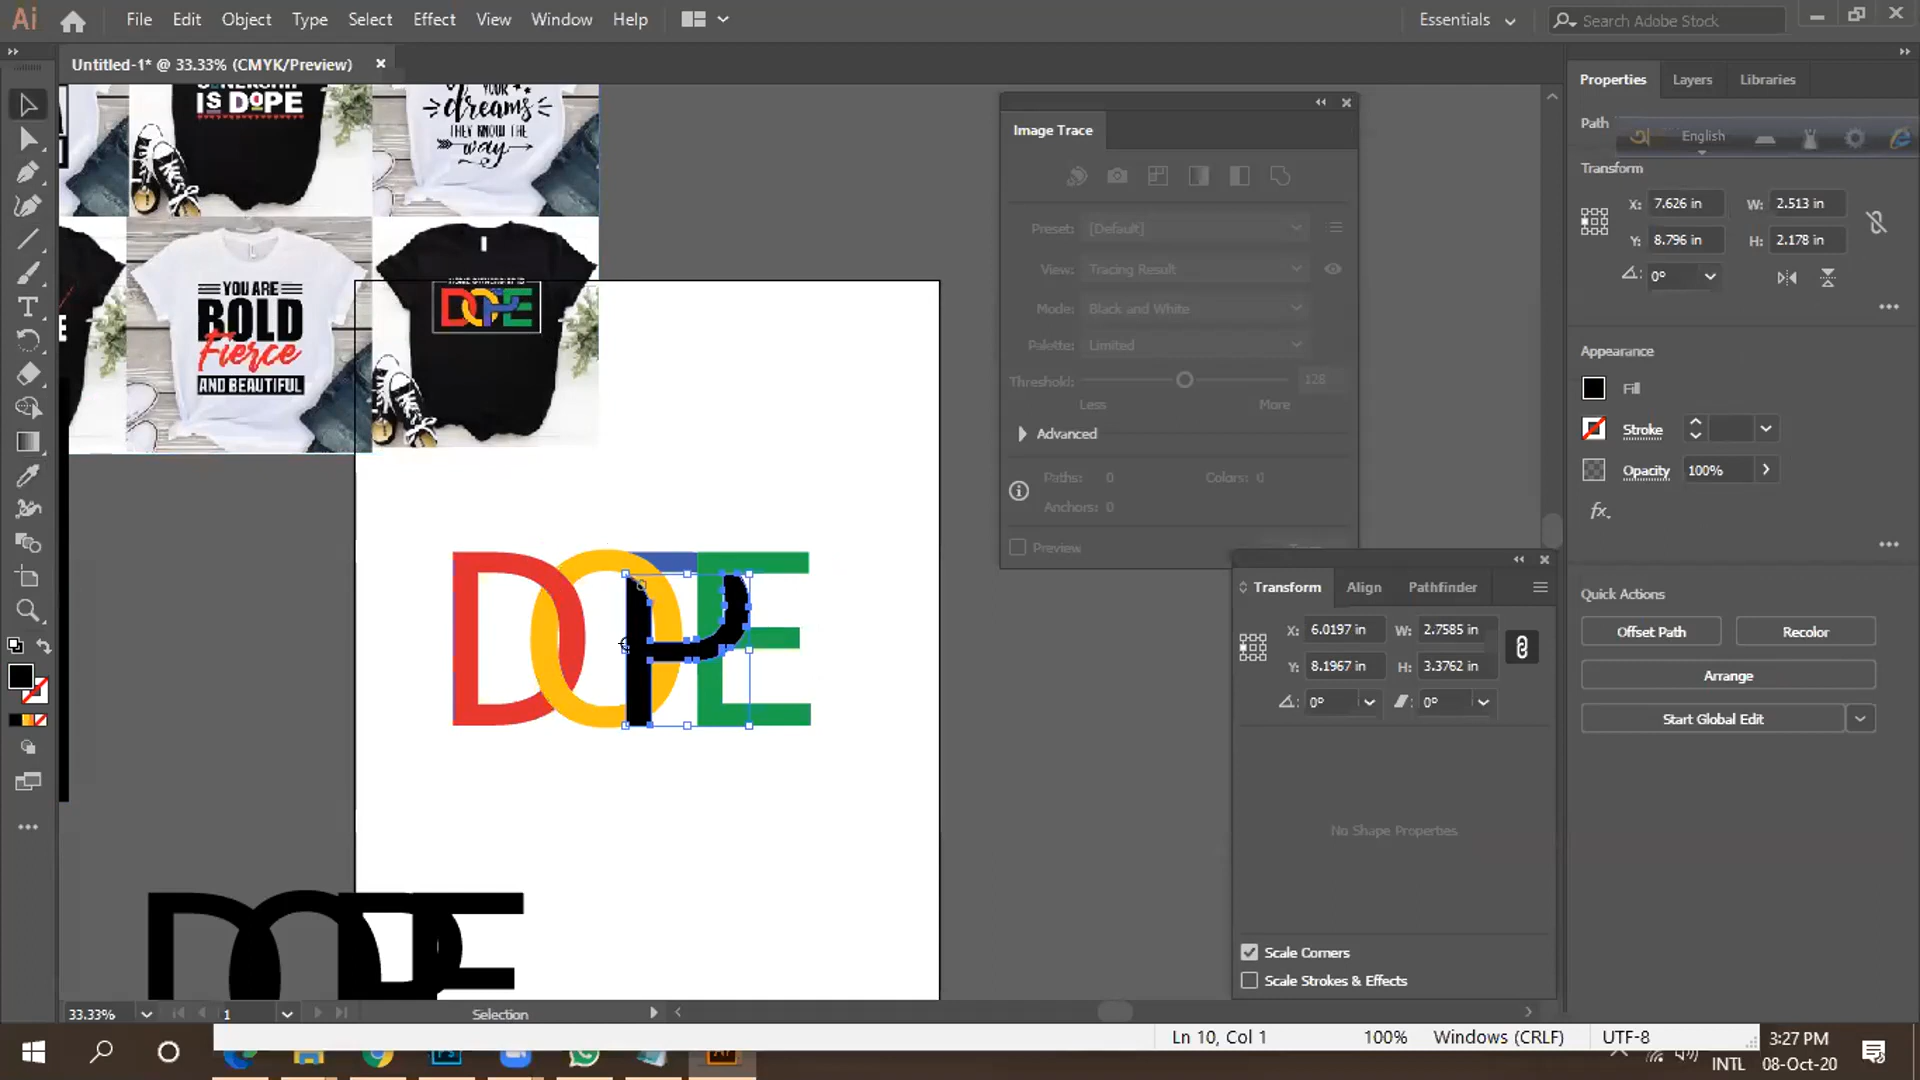 Ai File Edit Object Type Select Effect View Window Help Essentials Search Adobe Stock
Untitled-1* @ 33.33% (CMYK/Preview)
IS DOPE
YOUR
dreams
THEY KNOW THE
way
YOU ARE
BOLD
Fierce
AND BEAUTIFUL
DOPE
DOPE
DOPE
Image Trace
Preset: [Default]
View: Tracing Result
Mode: Black and White
Palette: Limited
Threshold: 128
Less More
Advanced
Paths: 0 Colors: 0
Anchors: 0
Preview
Transform Align Pathfinder
X: 6.0197 in W: 2.7585 in
Y: 8.1967 in H: 3.3762 in
0° 0°
No Shape Properties
Scale Corners
Scale Strokes & Effects
Properties Layers Libraries
Path
English
Transform
X: 7.626 in W: 2.513 in
Y: 8.796 in H: 2.178 in
0°
Appearance
Fill
Stroke
Opacity 100%
fx.
Quick Actions
Offset Path Recolor
Arrange
Start Global Edit
33.33% 1 Selection
Ln 10, Col 1 100% Windows (CRLF) UTF-8
3:27 PM
INTL 08-Oct-20